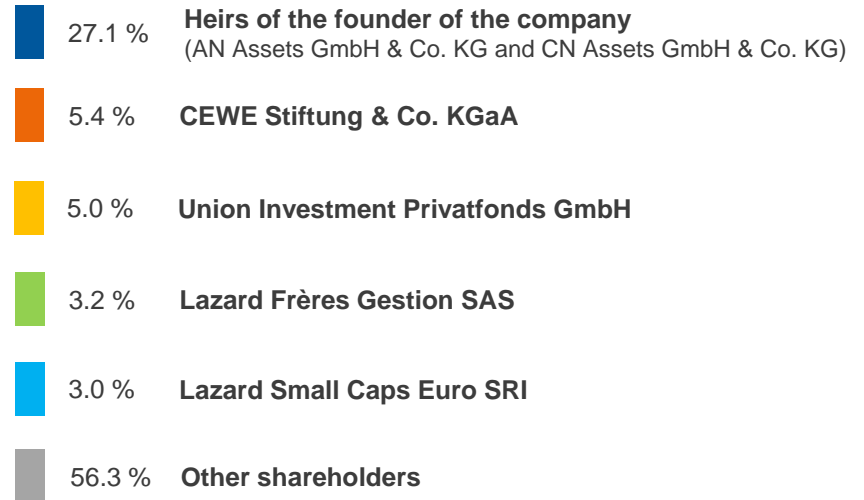 27.1 % Heirs of the founder of the company
(AN Assets GmbH & Co. KG and CN Assets GmbH & Co. KG)
5.4 % CEWE Stiftung & Co. KGaA
5.0 % Union Investment Privatfonds GmbH
3.2 % Lazard Frères Gestion SAS
3.0 % Lazard Small Caps Euro SRI
56.3 % Other shareholders